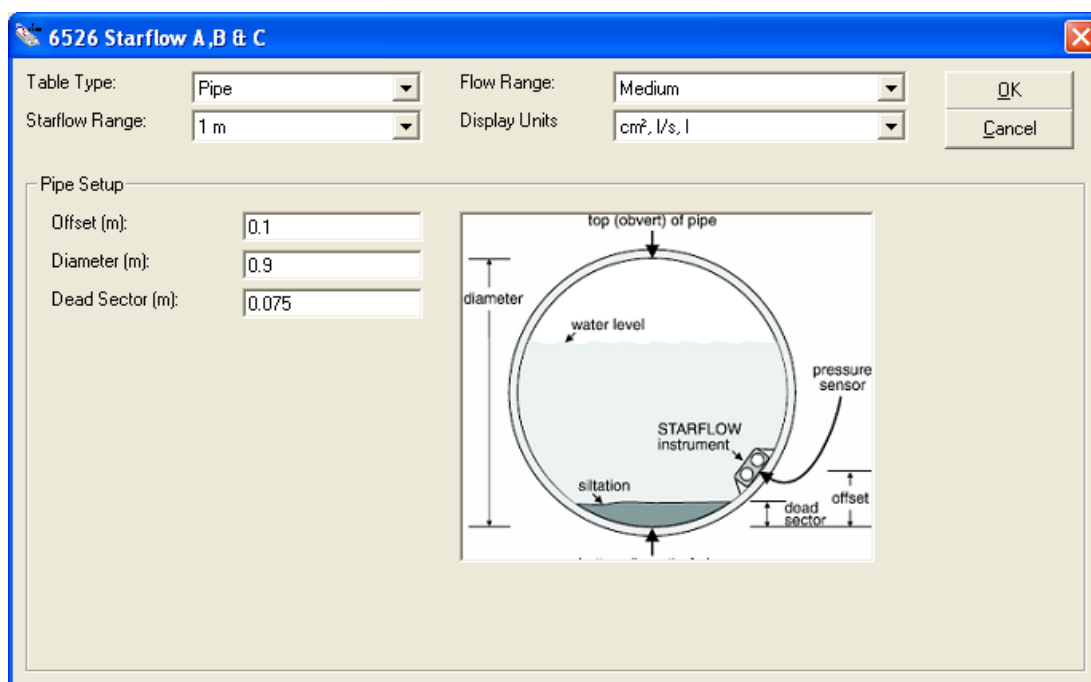 6526 Starflow A,B & C
Table Type: Pipe Flow Range: Medium OK
Starflow Range: 1 m Display Units cm², l/s, l Cancel
Pipe Setup
Offset (m): 0.1
Diameter (m): 0.9
Dead Sector (m): 0.075
top (obvert) of pipe
diameter
water level
pressure
sensor
STARFLOW
instrument
siltation
offset
dead
sector